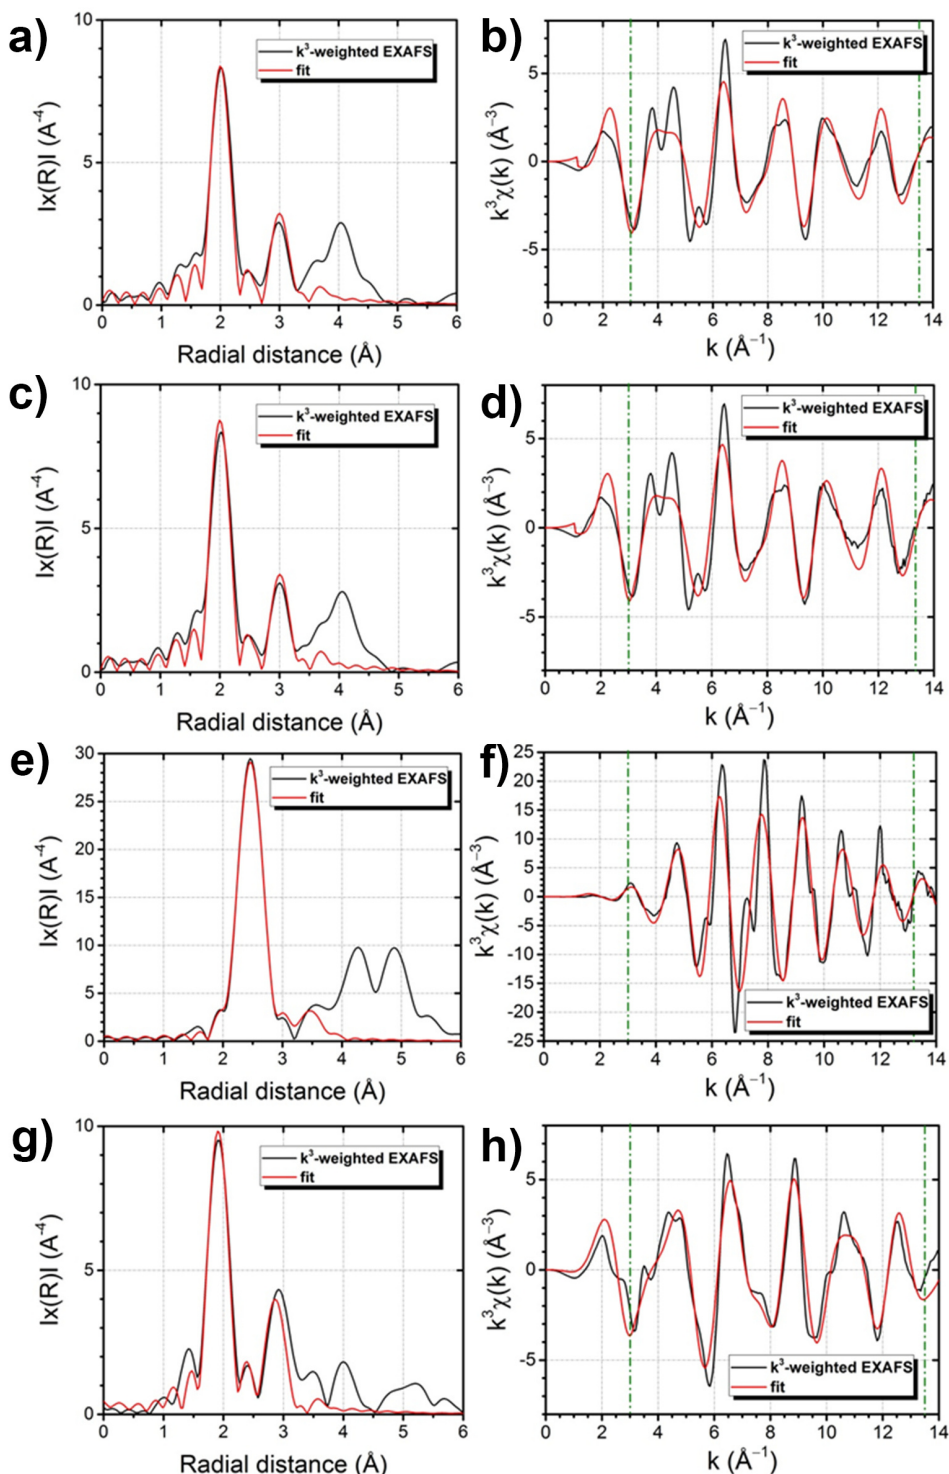 a)
10
5
0
0 1 2 3 4 5 6
k³-weighted EXAFS
fit
Ix(R)I (A⁻⁴)
Radial distance (Å)
b)
5
0
-5
0 2 4 6 8 10 12 14
k³-weighted EXAFS
fit
k³χ(k) (Å⁻³)
k (Å⁻¹)
c)
10
5
0
0 1 2 3 4 5 6
k³-weighted EXAFS
fit
Ix(R)I (A⁻⁴)
Radial distance (Å)
d)
5
0
-5
0 2 4 6 8 10 12 14
k³-weighted EXAFS
fit
k³χ(k) (Å⁻³)
k (Å⁻¹)
e)
30
25
20
15
10
5
0
0 1 2 3 4 5 6
k³-weighted EXAFS
fit
Ix(R)I (A⁻⁴)
Radial distance (Å)
f)
25
20
15
10
5
0
-5
-10
-15
-20
-25
0 2 4 6 8 10 12 14
k³-weighted EXAFS
fit
k³χ(k) (Å⁻³)
k (Å⁻¹)
g)
10
5
0
0 1 2 3 4 5 6
k³-weighted EXAFS
fit
Ix(R)I (A⁻⁴)
Radial distance (Å)
h)
5
0
-5
0 2 4 6 8 10 12 14
k³-weighted EXAFS
fit
k³χ(k) (Å⁻³)
k (Å⁻¹)